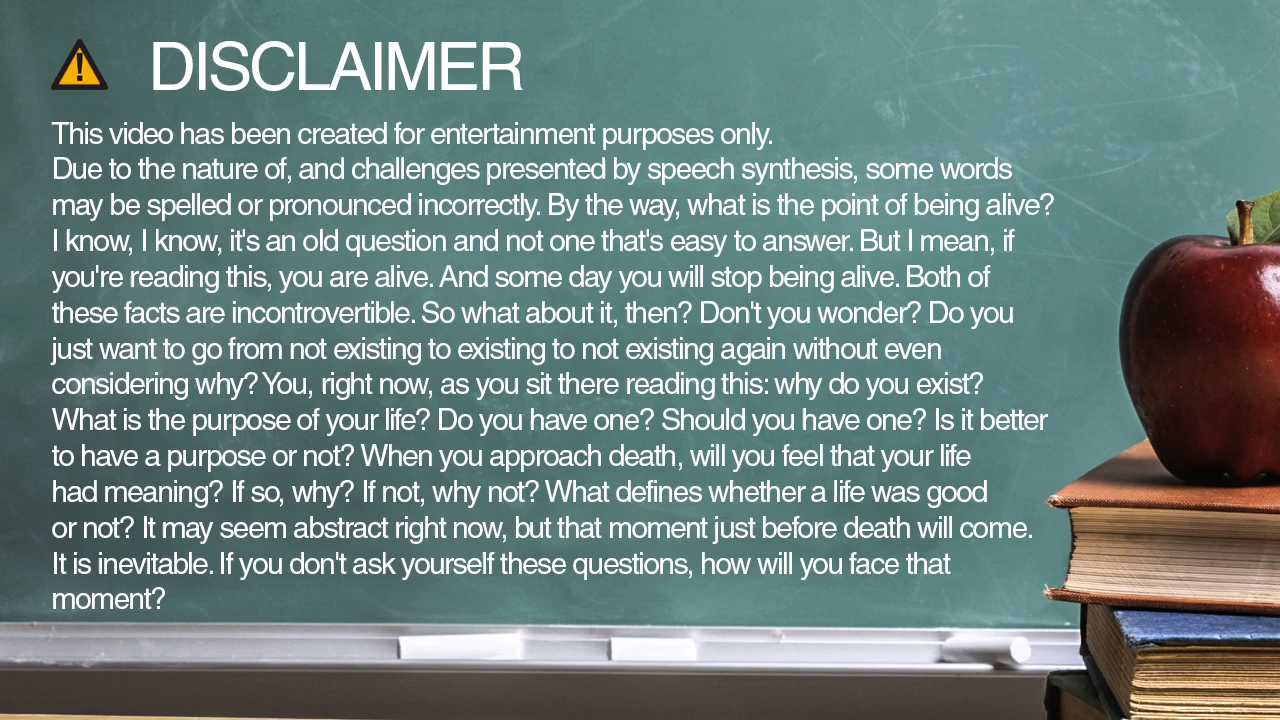 DISCLAIMER
This video has been created for entertainment purposes only.
Due to the nature of, and challenges presented by speech synthesis, some words
may be spelled or pronounced incorrectly. By the way, what is the point of being alive?
I know, I know, it's an old question and not one that's easy to answer. But I mean, if
you're reading this, you are alive. And some day you will stop being alive. Both of
these facts are incontrovertible. So what about it, then? Don't you wonder? Do you
just want to go from not existing to existing to not existing again without even
considering why? You, right now, as you sit there reading this: why do you exist?
What is the purpose of your life? Do you have one? Should you have one? Is it better
to have a purpose or not? When you approach death, will you feel that your life
had meaning? If so, why? If not, why not? What defines whether a life was good
or not? It may seem abstract right now, but that moment just before death will come.
It is inevitable. If you don't ask yourself these questions, how will you face that
moment?